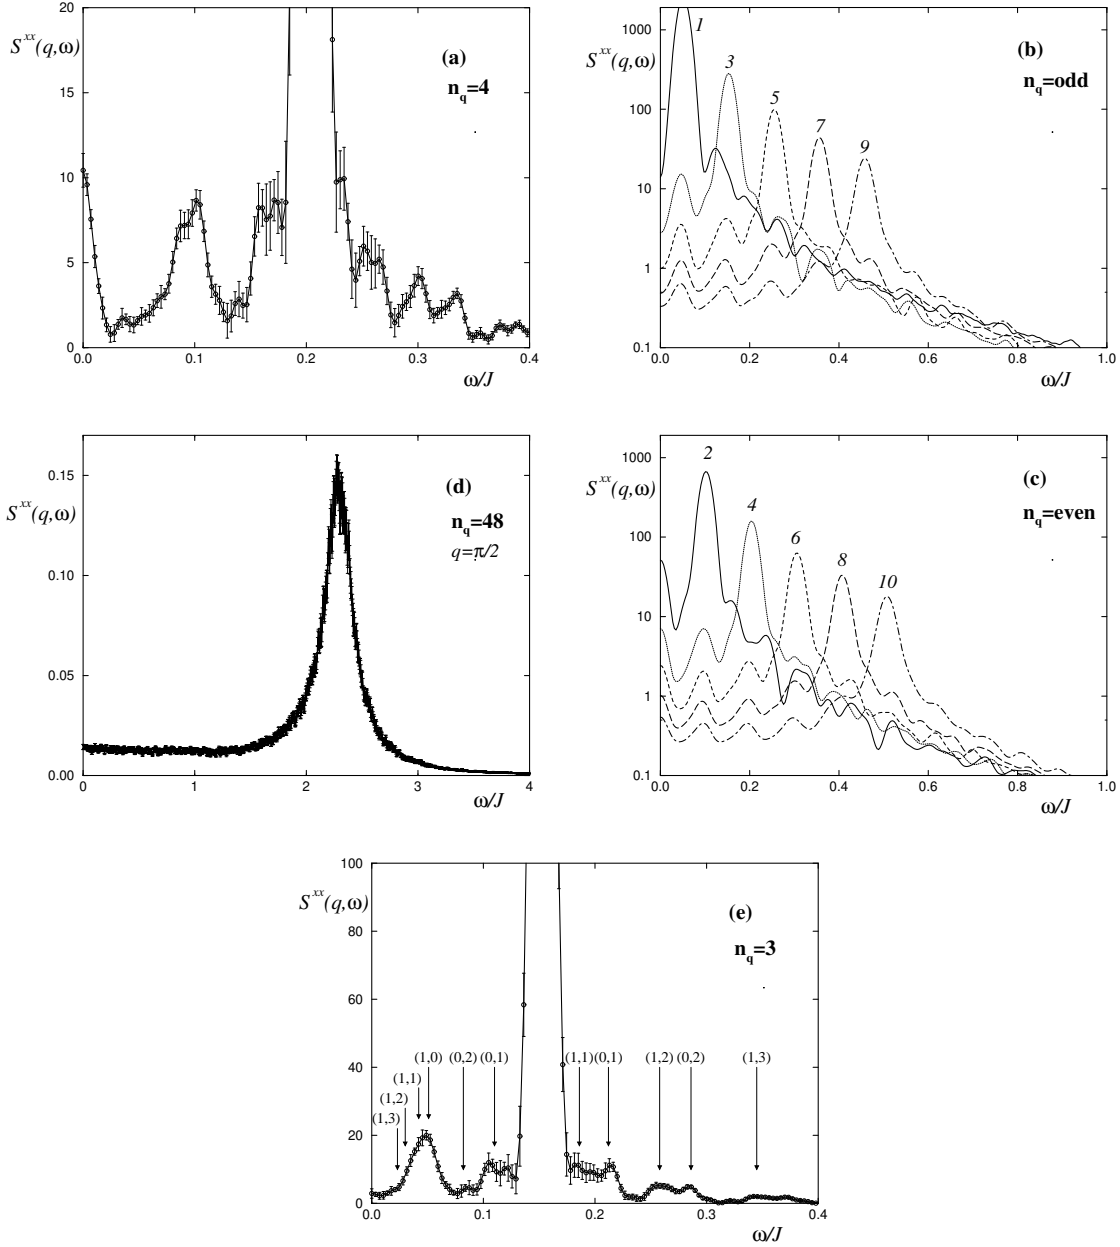 20
15
10
5
0
0.0 0.1 0.2 0.3 0.4
S^xx(q,ω)
(a)
n_q=4
ω/J
1000
100
10
1
0.1
0.0 0.2 0.4 0.6 0.8 1.0
S^xx(q,ω)
1
3
5
7
9
(b)
n_q=odd
ω/J
0.15
0.10
0.05
0.00
0 1 2 3 4
S^xx(q,ω)
(d)
n_q=48
q=π/2
ω/J
1000
100
10
1
0.1
0.0 0.2 0.4 0.6 0.8 1.0
S^xx(q,ω)
2
4
6
8
10
(c)
n_q=even
ω/J
100
80
60
40
20
0
0.0 0.1 0.2 0.3 0.4
S^xx(q,ω)
(e)
n_q=3
(1,0) (0,2) (0,1) (1,1) (0,1) (1,2) (0,2) (1,3)
(1,1)
(1,2)
(1,3)
ω/J